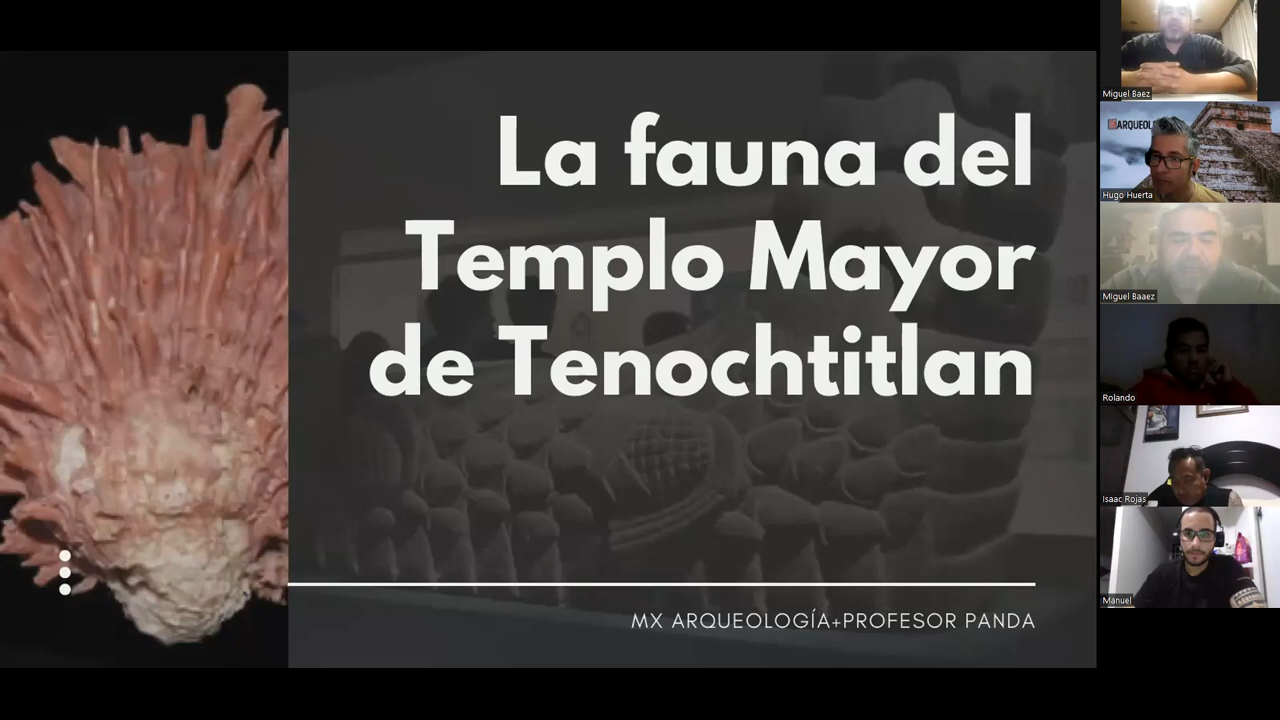 La fauna del
Templo Mayor
de Tenochtitlan
MX ARQUEOLOGÍA+PROFESOR PANDA
Miguel Baez
Hugo Huerta
MIguel Baaez
Rolando
Isaac Rojas
Manuel